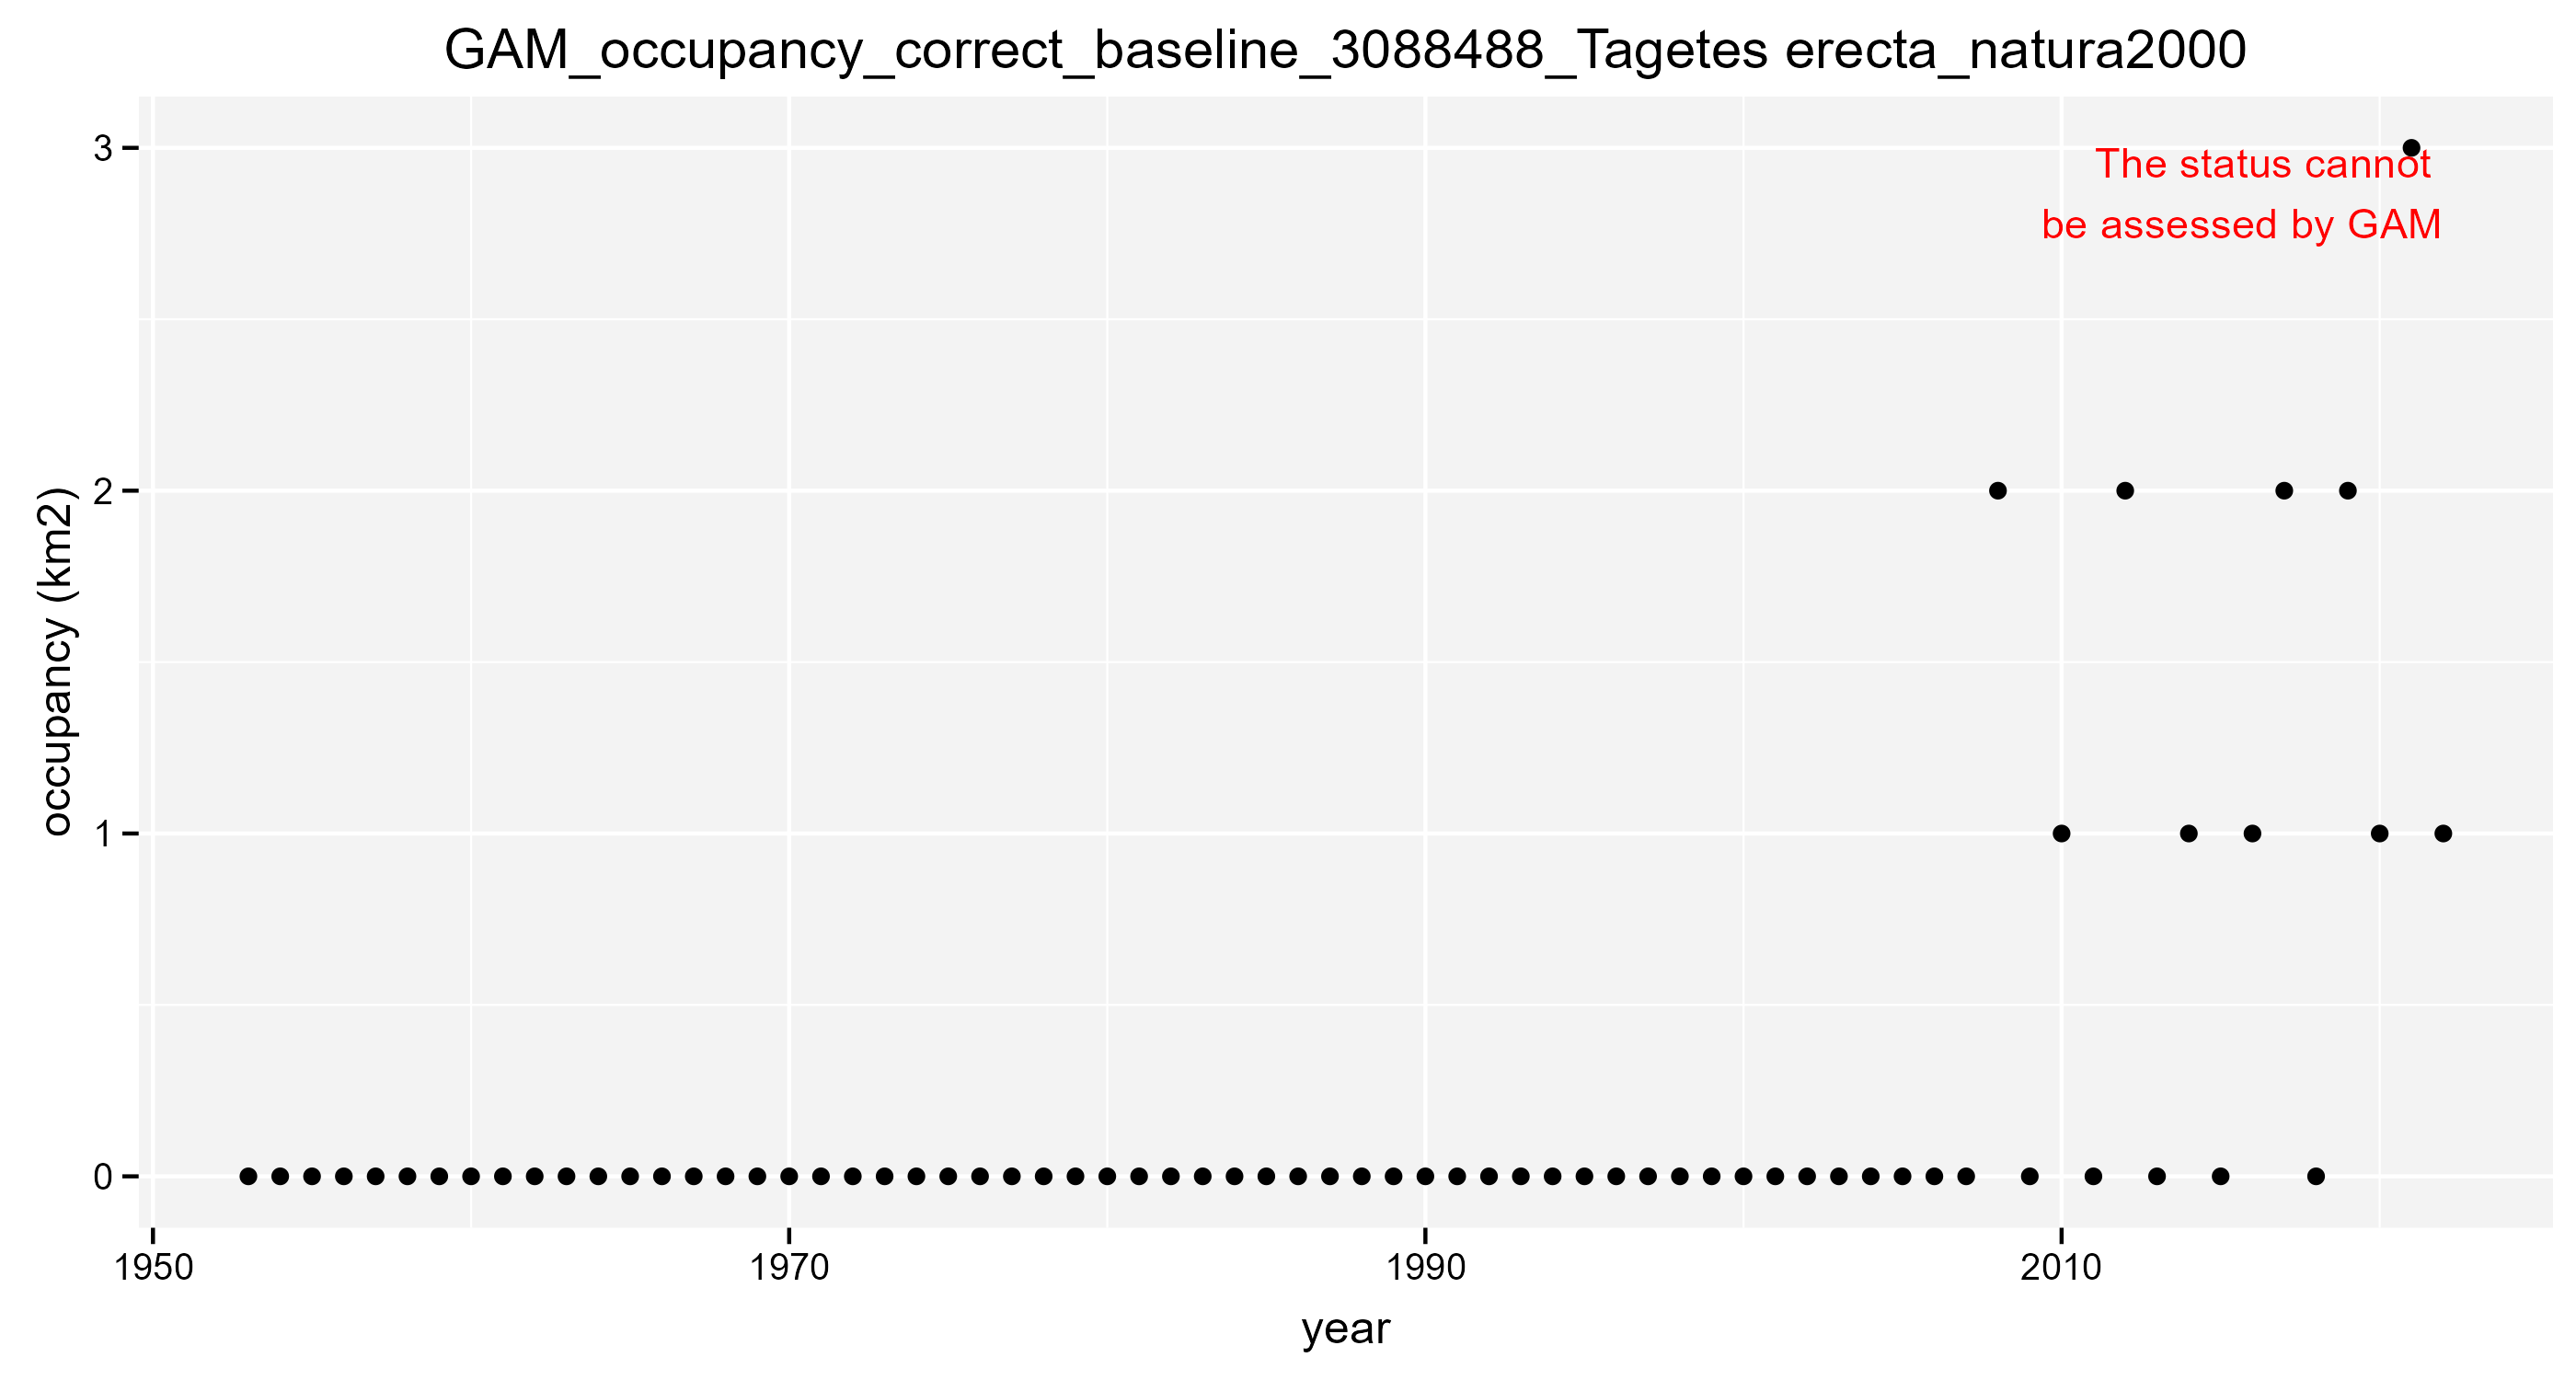 GAM_occupancy_correct_baseline_3088488_Tagetes erecta_natura2000
3
The status cannot
be assessed by GAM
2
occupancy (km2)
1
0
1950 1970 1990 2010
year